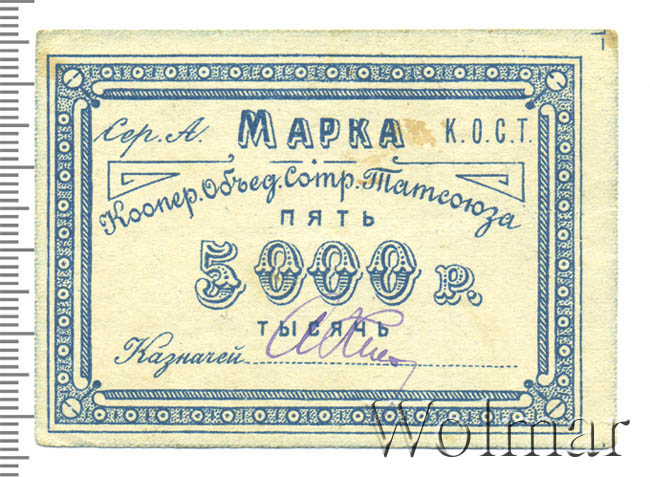 Сер. А. МАРКА К.О.С.Т.
Коопер. Объед. Сотр. Татсоюза
ПЯТЬ
5000 Р.
ТЫСЯЧЬ
Казначей
Wolmar